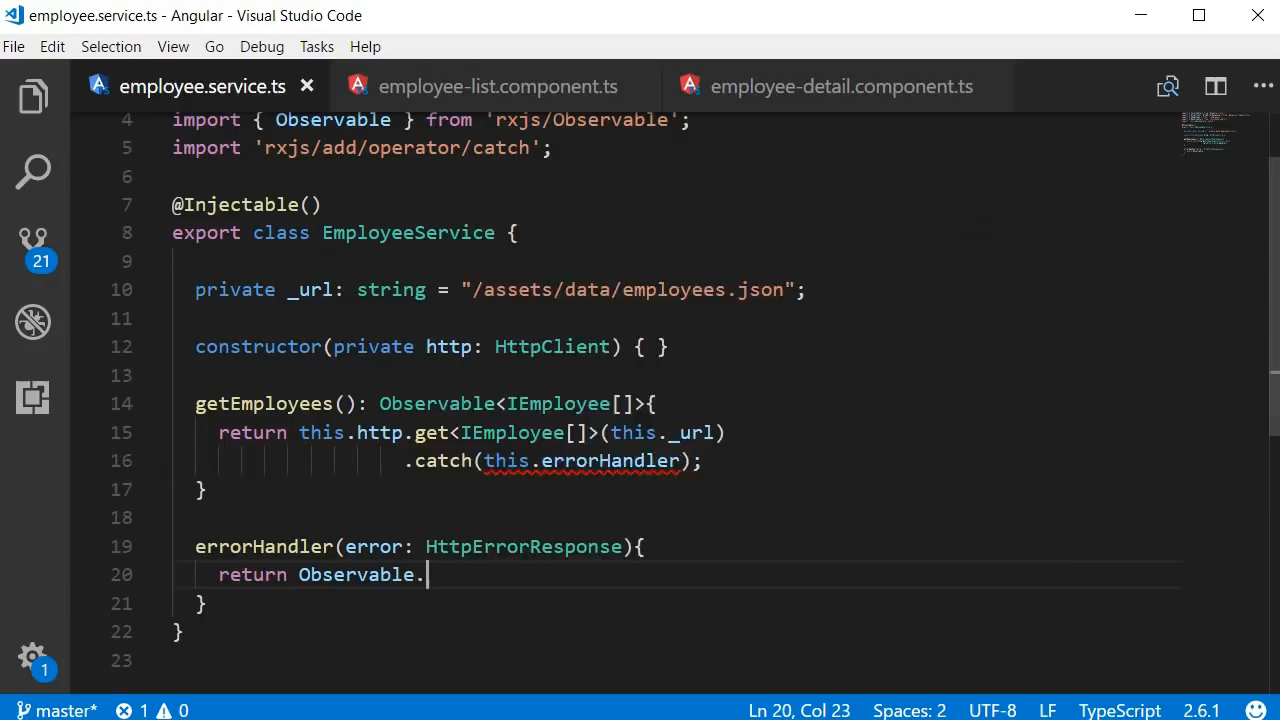 employee.service.ts - Angular - Visual Studio Code
File Edit Selection View Go Debug Tasks Help
employee.service.ts employee-list.component.ts employee-detail.component.ts
4 import { Observable } from 'rxjs/Observable';
5 import 'rxjs/add/operator/catch';
6
7 @Injectable()
8 export class EmployeeService {
9
10 private _url: string = "/assets/data/employees.json";
11
12 constructor(private http: HttpClient) { }
13
14 getEmployees(): Observable<IEmployee[]>{
15 return this.http.get<IEmployee[]>(this._url)
16 .catch(this.errorHandler);
17 }
18
19 errorHandler(error: HttpErrorResponse){
20 return Observable.
21 }
22 }
23
21
1
master* 1 0 Ln 20, Col 23 Spaces: 2 UTF-8 LF TypeScript 2.6.1